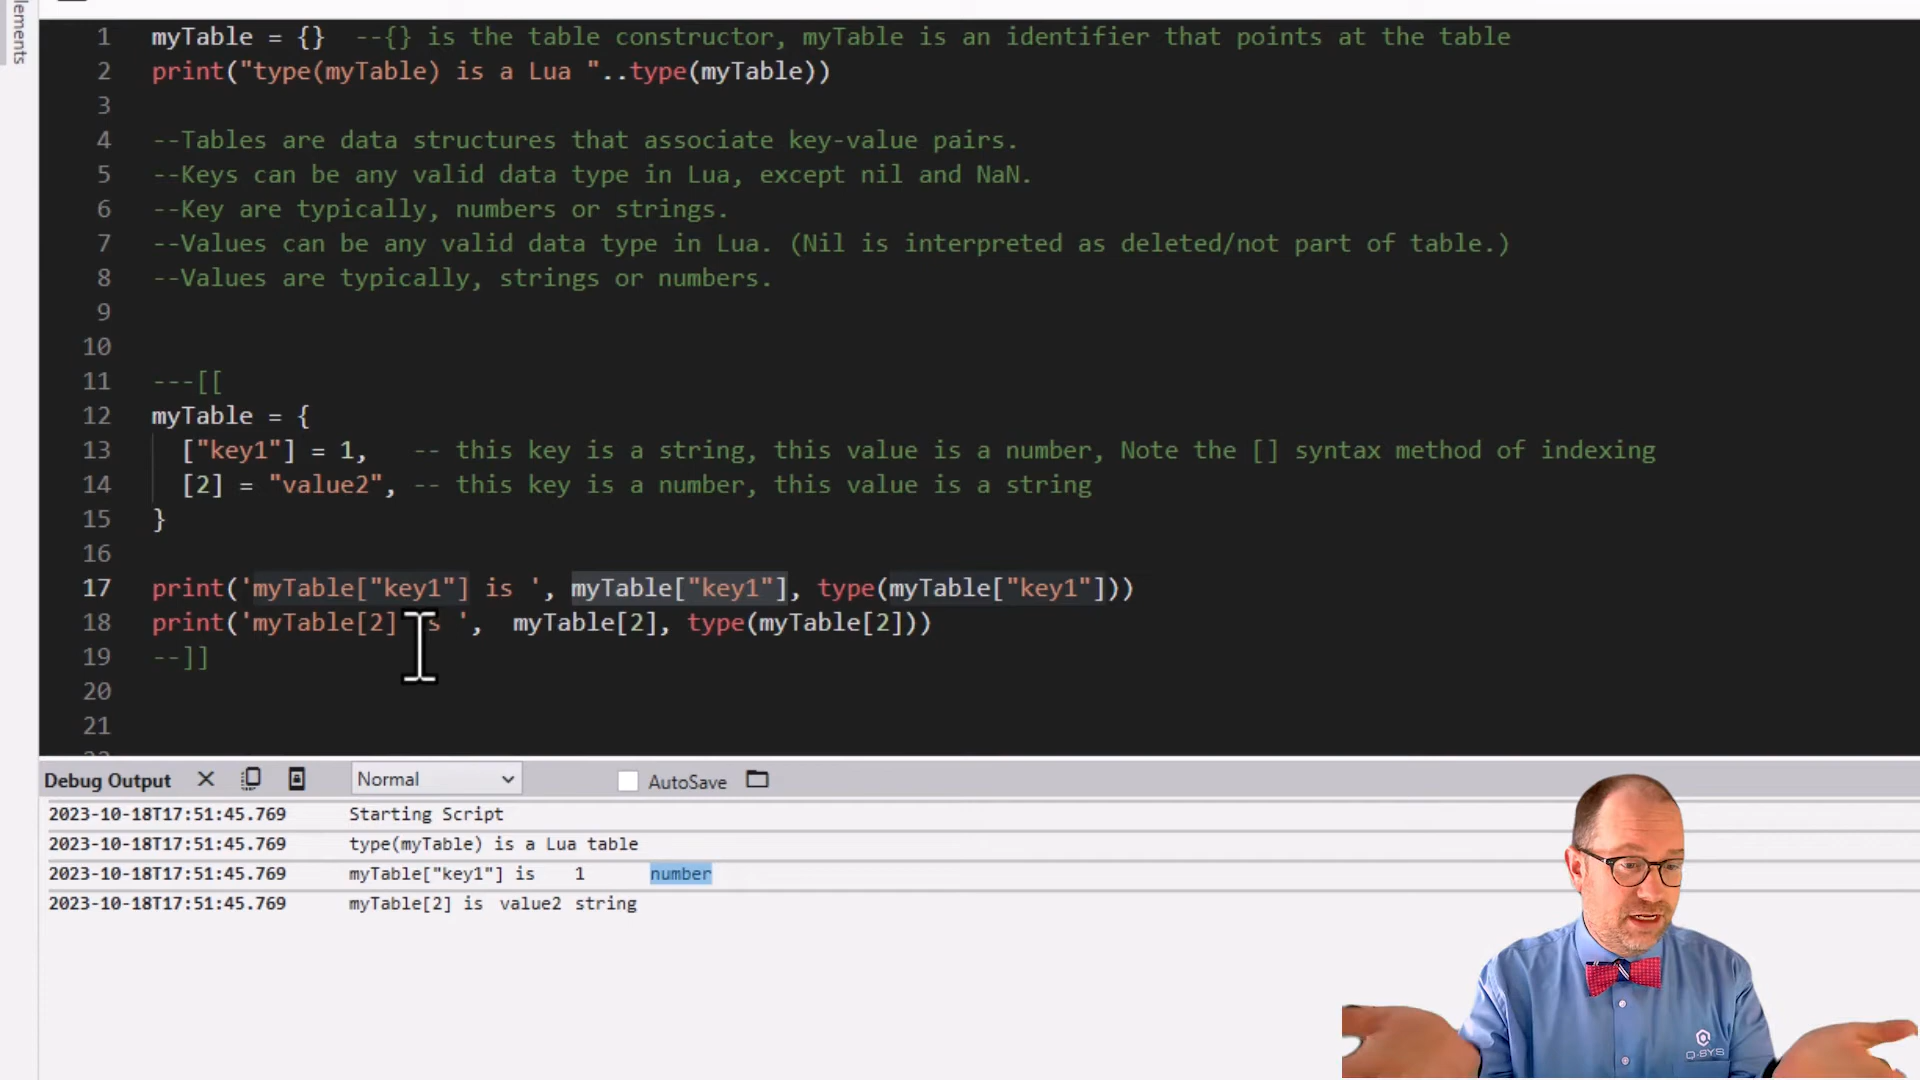 lements
1 myTable = {}  --{} is the table constructor, myTable is an identifier that points at the table
2 print("type(myTable) is a Lua "..type(myTable))
3
4 --Tables are data structures that associate key-value pairs.
5 --Keys can be any valid data type in Lua, except nil and NaN.
6 --Key are typically, numbers or strings.
7 --Values can be any valid data type in Lua. (Nil is interpreted as deleted/not part of table.)
8 --Values are typically, strings or numbers.
9
10
11 ---[[
12 myTable = {
13   ["key1"] = 1,   -- this key is a string, this value is a number, Note the [] syntax method of indexing
14   [2] = "value2", -- this key is a number, this value is a string
15 }
16
17 print('myTable["key1"] is ', myTable["key1"], type(myTable["key1"]))
18 print('myTable[2] is ',  myTable[2], type(myTable[2]))
19 --]]
20
21
Debug Output Normal AutoSave
2023-10-18T17:51:45.769 Starting Script
2023-10-18T17:51:45.769 type(myTable) is a Lua table
2023-10-18T17:51:45.769 myTable["key1"] is 1 number
2023-10-18T17:51:45.769 myTable[2] is value2 string
Q-SYS